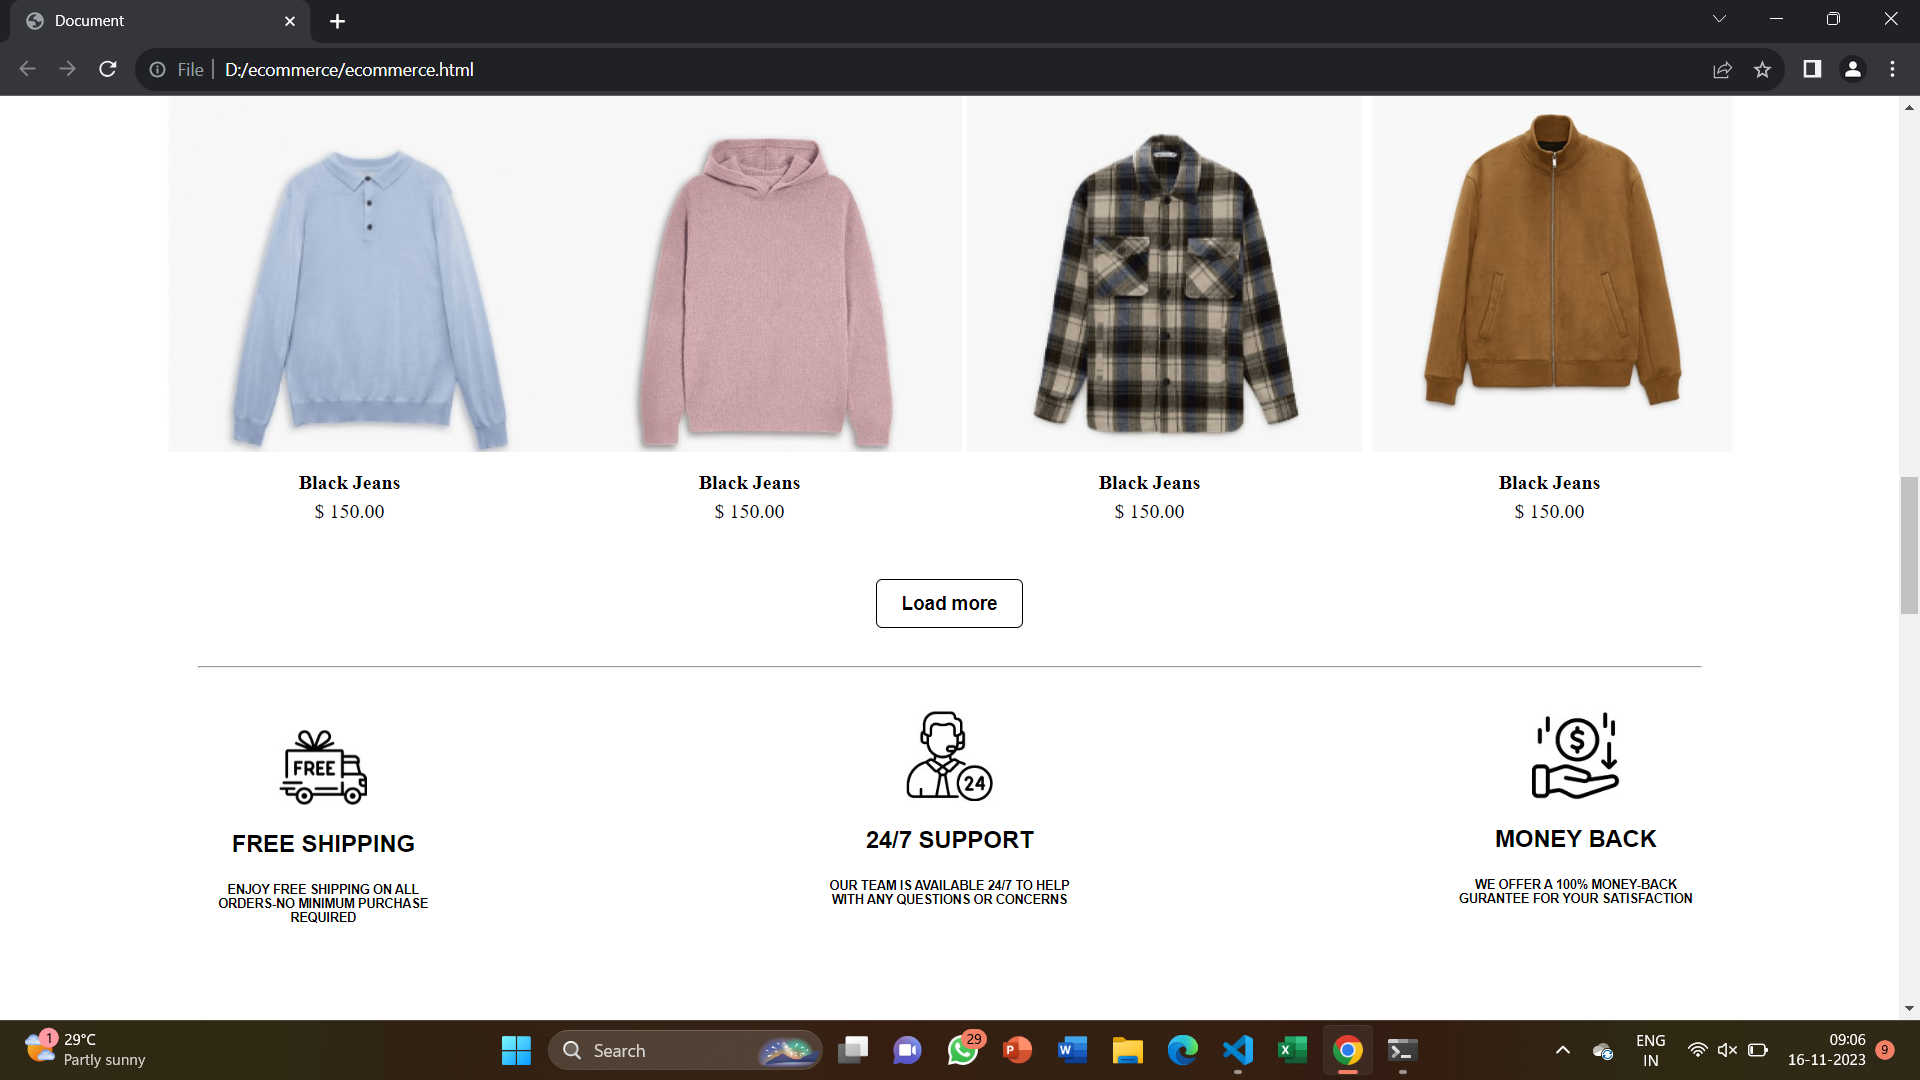 Document
File
D:/ecommerce/ecommerce.html
Black Jeans
$ 150.00
Black Jeans
$ 150.00
Black Jeans
$ 150.00
Black Jeans
$ 150.00
Load more
FREE
24
FREE SHIPPING
ENJOY FREE SHIPPING ON ALL
ORDERS-NO MINIMUM PURCHASE
REQUIRED
24/7 SUPPORT
OUR TEAM IS AVAILABLE 24/7 TO HELP
WITH ANY QUESTIONS OR CONCERNS
$
MONEY BACK
WE OFFER A 100% MONEY-BACK
GURANTEE FOR YOUR SATISFACTION
1
29°C
Partly sunny
Search
29
P
W
X
ENG
IN
09:06
16-11-2023
9